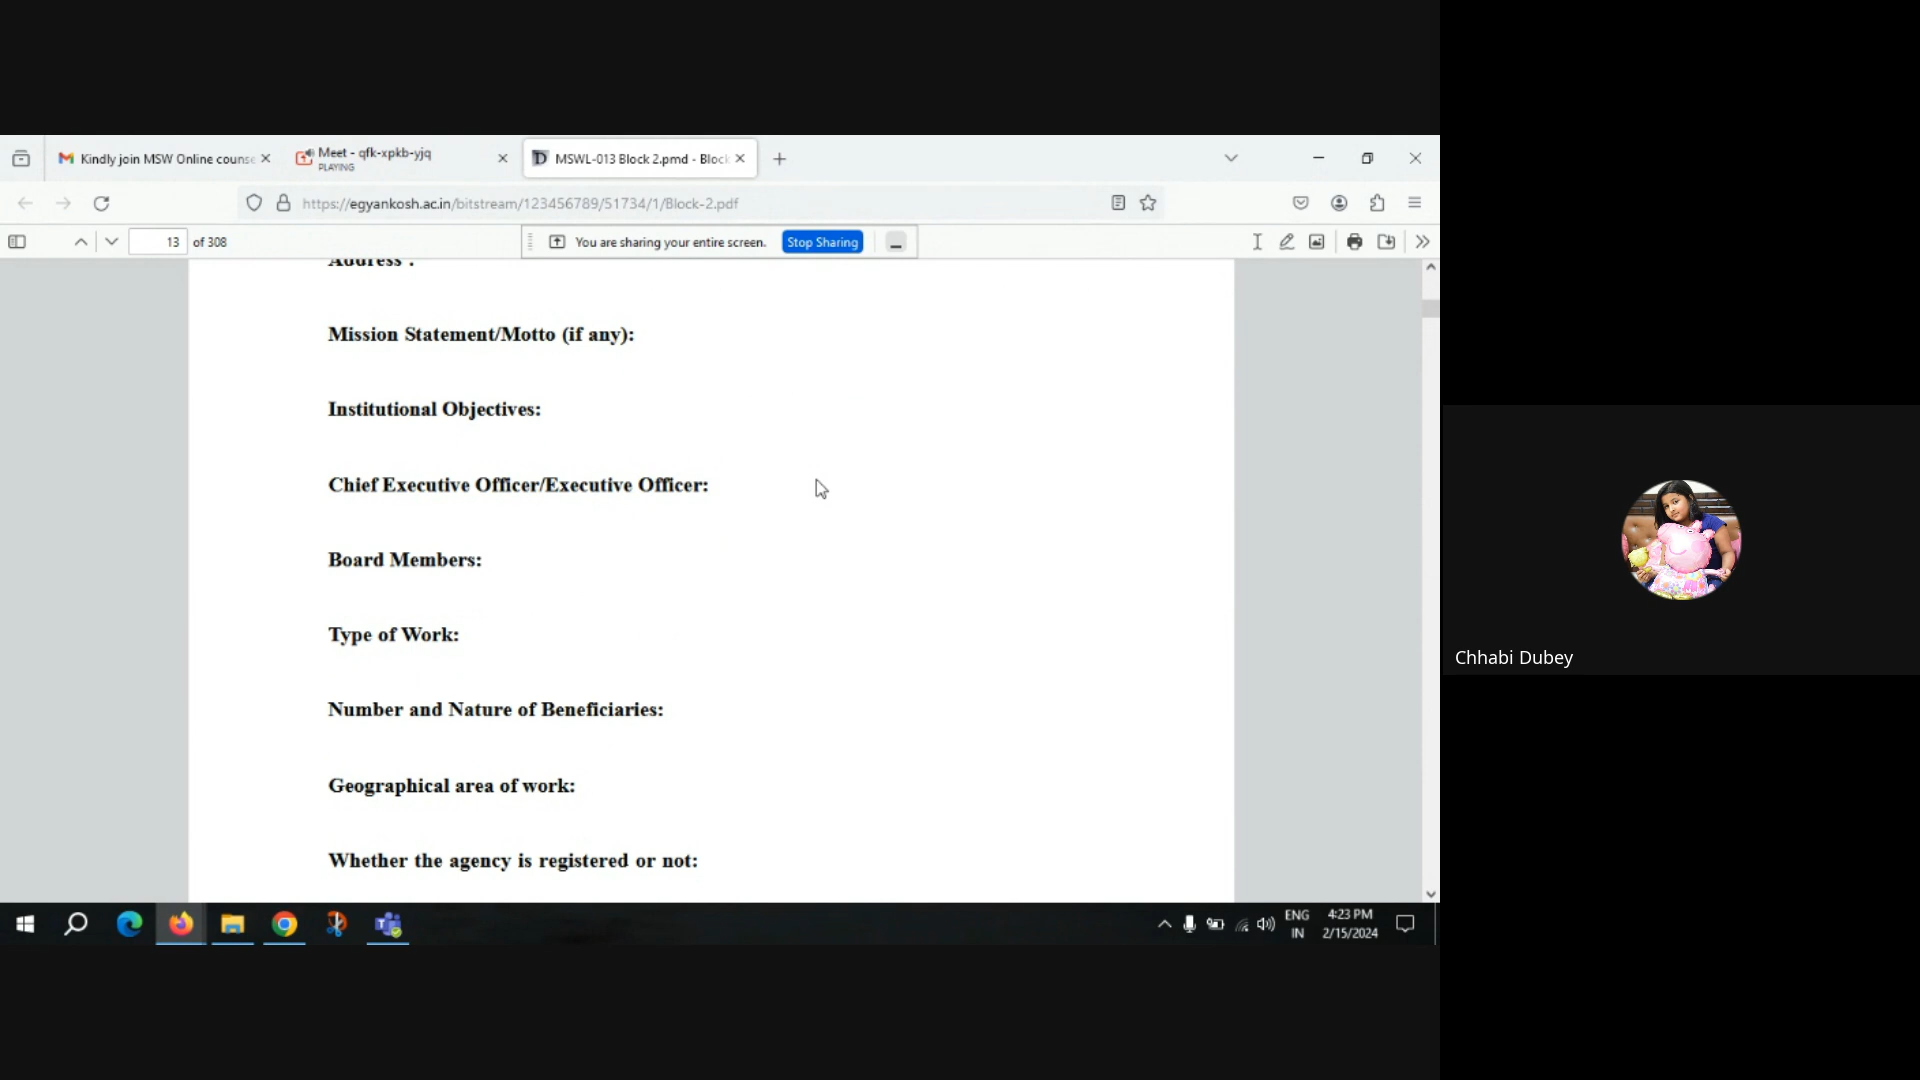 Kindly join MSW Online counse
Meet - qfk-xpkb-yjq
PLAYING
MSWL-013 Block 2.pmd - Block
https://egyankosh.ac.in/bitstream/123456789/51734/1/Block-2.pdf
13 of 308
You are sharing your entire screen. Stop Sharing
Address :
Mission Statement/Motto (if any):
Institutional Objectives:
Chief Executive Officer/Executive Officer:
Board Members:
Type of Work:
Number and Nature of Beneficiaries:
Geographical area of work:
Whether the agency is registered or not:
Chhabi Dubey
ENG
IN
4:23 PM
2/15/2024